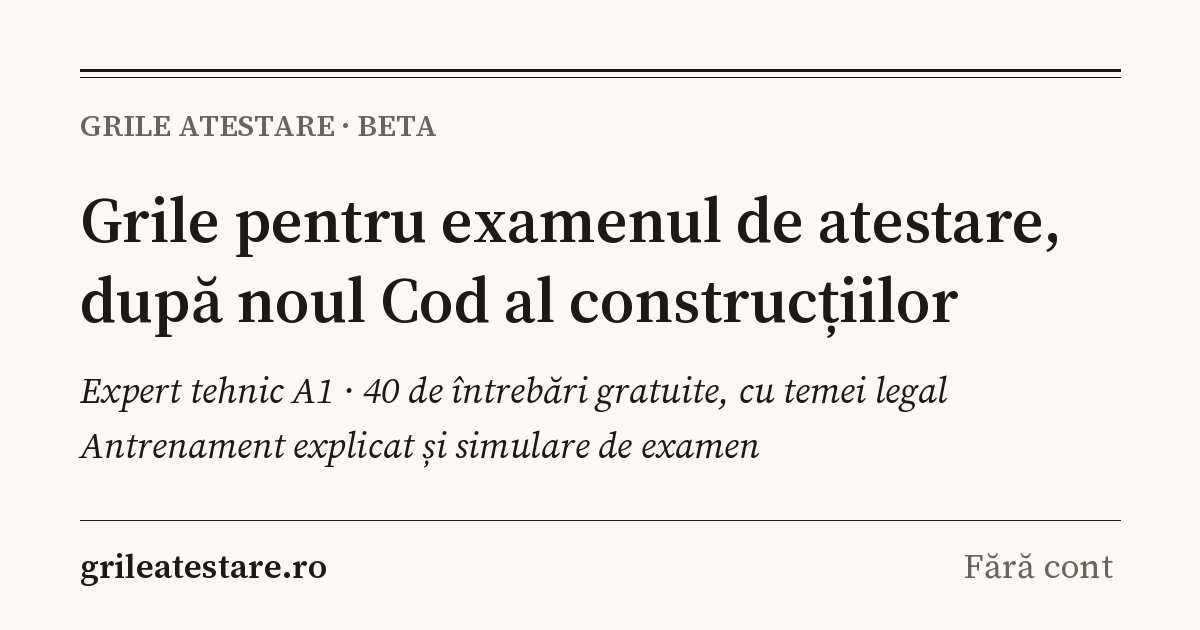 GRILE ATESTARE · BETA
Grile pentru examenul de atestare,
după noul Cod al construcțiilor
Expert tehnic A1 · 40 de întrebări gratuite, cu temei legal
Antrenament explicat și simulare de examen
grileatestare.ro
Fără cont